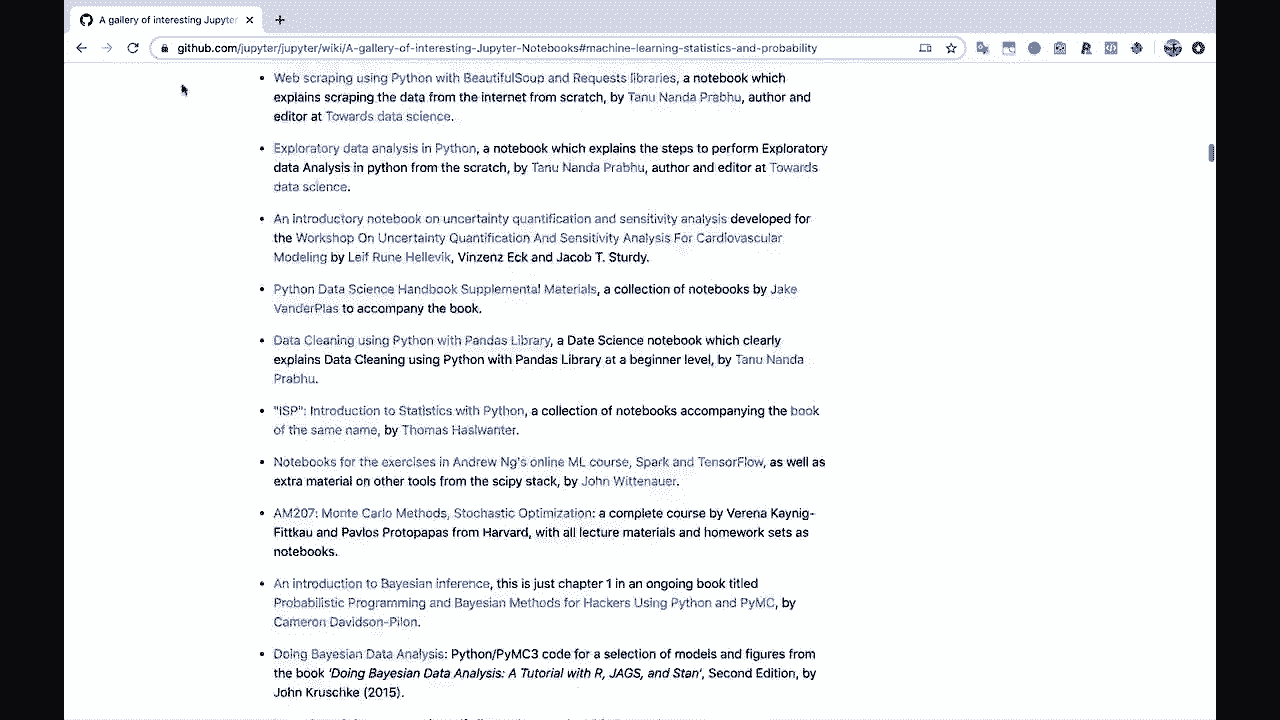 A gallery of interesting Jupyter
github.com/jupyter/jupyter/wiki/A-gallery-of-interesting-Jupyter-Notebooks#machine-learning-statistics-and-probability
• Web scraping using Python with BeautifulSoup and Requests libraries, a notebook which
explains scraping the data from the internet from scratch, by Tanu Nanda Prabhu, author and
editor at Towards data science.
• Exploratory data analysis in Python, a notebook which explains the steps to perform Exploratory
data Analysis in python from the scratch, by Tanu Nanda Prabhu, author and editor at Towards
data science.
• An introductory notebook on uncertainty quantification and sensitivity analysis developed for
the Workshop On Uncertainty Quantification And Sensitivity Analysis For Cardiovascular
Modeling by Leif Rune Hellevik, Vinzenz Eck and Jacob T. Sturdy.
• Python Data Science Handbook Supplemental Materials, a collection of notebooks by Jake
VanderPlas to accompany the book.
• Data Cleaning using Python with Pandas Library, a Date Science notebook which clearly
explains Data Cleaning using Python with Pandas Library at a beginner level, by Tanu Nanda
Prabhu.
• "ISP": Introduction to Statistics with Python, a collection of notebooks accompanying the book
of the same name, by Thomas Haslwanter.
• Notebooks for the exercises in Andrew Ng's online ML course, Spark and TensorFlow, as well as
extra material on other tools from the scipy stack, by John Wittenauer.
• AM207: Monte Carlo Methods, Stochastic Optimization: a complete course by Verena Kaynig-
Fittkau and Pavlos Protopapas from Harvard, with all lecture materials and homework sets as
notebooks.
• An introduction to Bayesian inference, this is just chapter 1 in an ongoing book titled
Probabilistic Programming and Bayesian Methods for Hackers Using Python and PyMC, by
Cameron Davidson-Pilon.
• Doing Bayesian Data Analysis: Python/PyMC3 code for a selection of models and figures from
the book 'Doing Bayesian Data Analysis: A Tutorial with R, JAGS, and Stan', Second Edition, by
John Kruschke (2015).